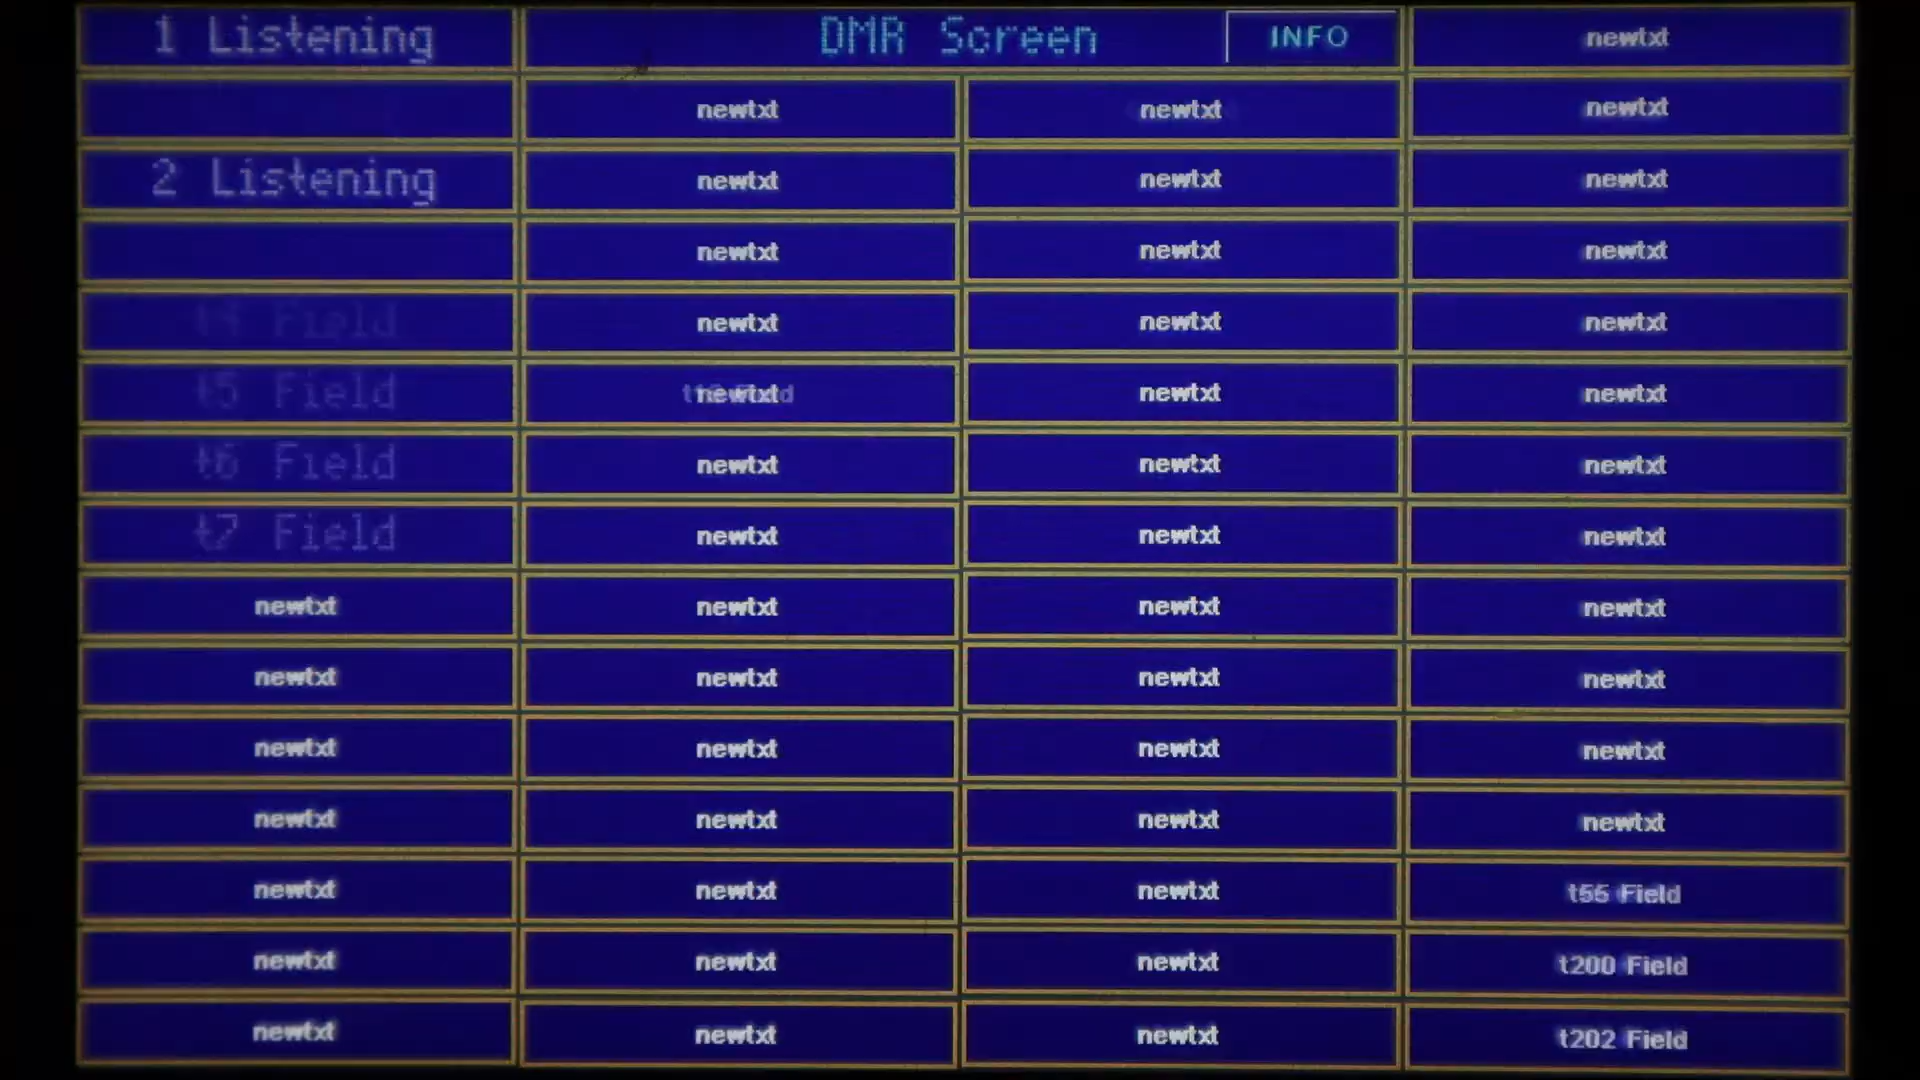 1 Listening DMR Screen INFO newtxt
newtxt newtxt newtxt
2 Listening newtxt newtxt newtxt
newtxt newtxt newtxt
t4 Field newtxt newtxt newtxt
t5 Field newtxt newtxt newtxt
t6 Field newtxt newtxt newtxt
t7 Field newtxt newtxt newtxt
newtxt newtxt newtxt newtxt
newtxt newtxt newtxt newtxt
newtxt newtxt newtxt newtxt
newtxt newtxt newtxt newtxt
newtxt newtxt newtxt t55 Field
newtxt newtxt newtxt t200 Field
newtxt newtxt newtxt t202 Field